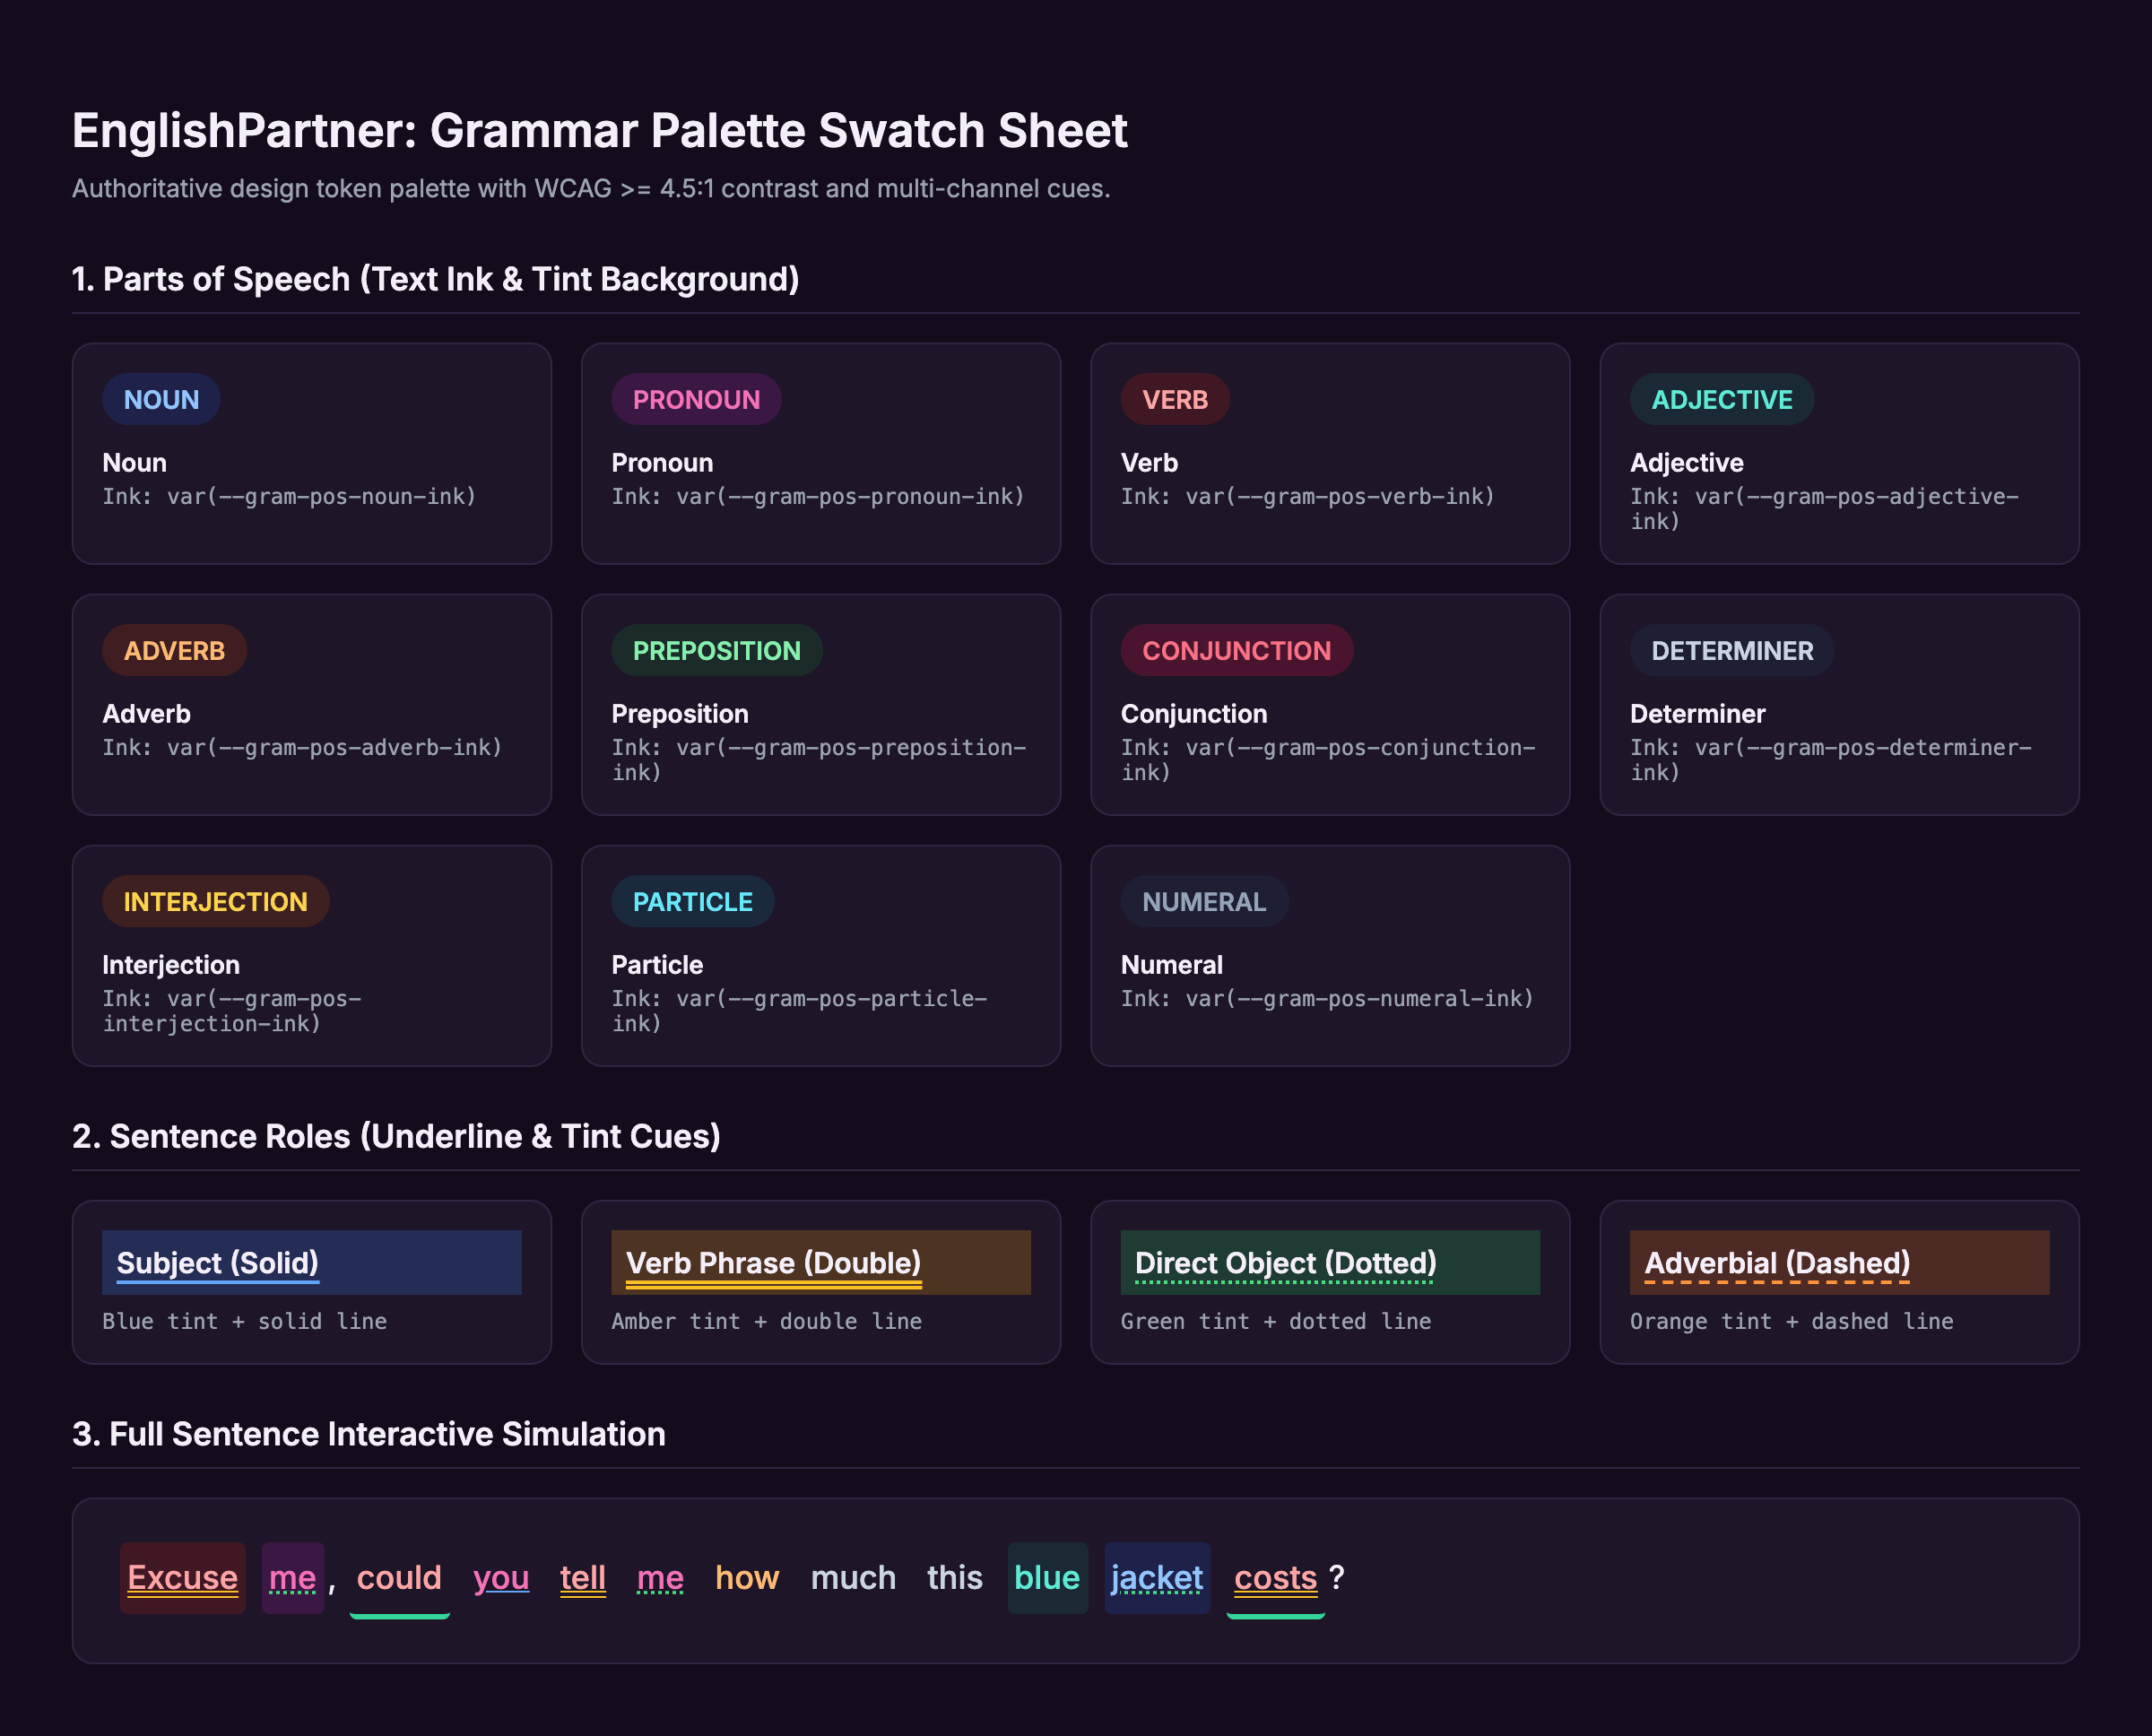 EnglishPartner: Grammar Palette Swatch Sheet
Authoritative design token palette with WCAG >= 4.5:1 contrast and multi-channel cues.
1. Parts of Speech (Text Ink & Tint Background)
NOUN
Noun
Ink: var(--gram-pos-noun-ink)
PRONOUN
Pronoun
Ink: var(--gram-pos-pronoun-ink)
VERB
Verb
Ink: var(--gram-pos-verb-ink)
ADJECTIVE
Adjective
Ink: var(--gram-pos-adjective-
ink)
ADVERB
Adverb
Ink: var(--gram-pos-adverb-ink)
PREPOSITION
Preposition
Ink: var(--gram-pos-preposition-
ink)
CONJUNCTION
Conjunction
Ink: var(--gram-pos-conjunction-
ink)
DETERMINER
Determiner
Ink: var(--gram-pos-determiner-
ink)
INTERJECTION
Interjection
Ink: var(--gram-pos-
interjection-ink)
PARTICLE
Particle
Ink: var(--gram-pos-particle-
ink)
NUMERAL
Numeral
Ink: var(--gram-pos-numeral-ink)
2. Sentence Roles (Underline & Tint Cues)
Subject (Solid)
Blue tint + solid line
Verb Phrase (Double)
Amber tint + double line
Direct Object (Dotted)
Green tint + dotted line
Adverbial (Dashed)
Orange tint + dashed line
3. Full Sentence Interactive Simulation
Excuse me , could you tell me how much this blue jacket costs ?